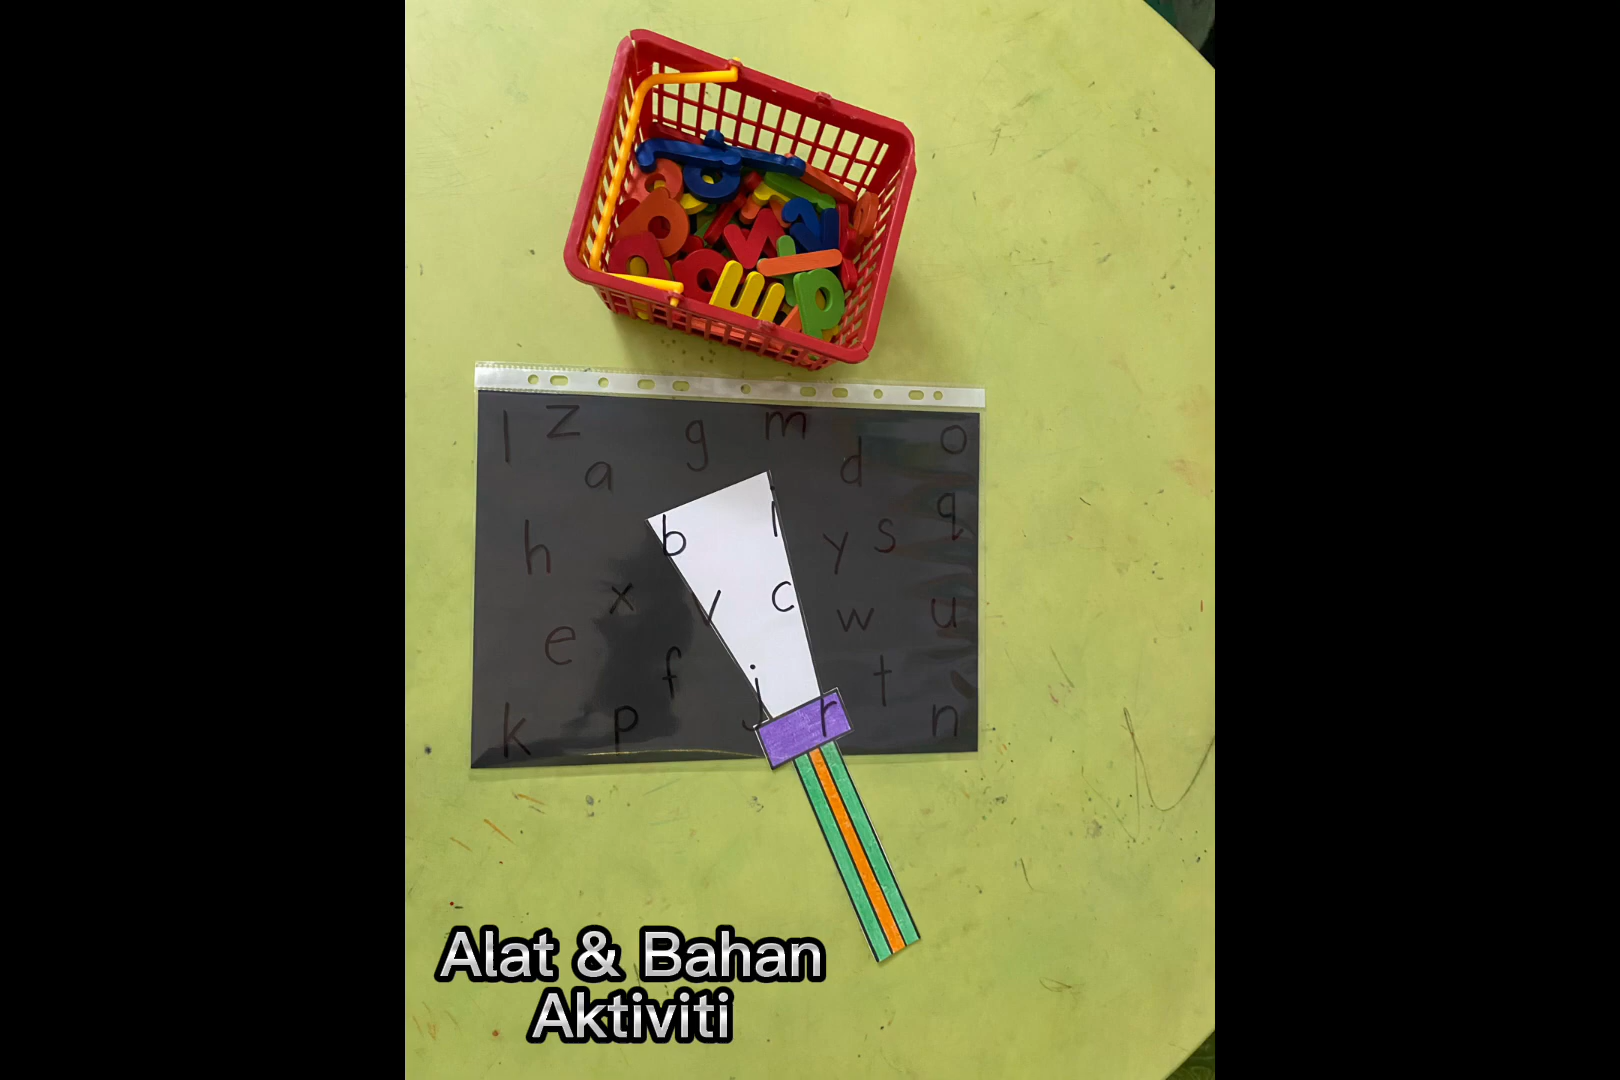 l z g m o
a d
b i q
h y s
x v c w u
e
f j t
k p r n
Alat & Bahan
Aktiviti